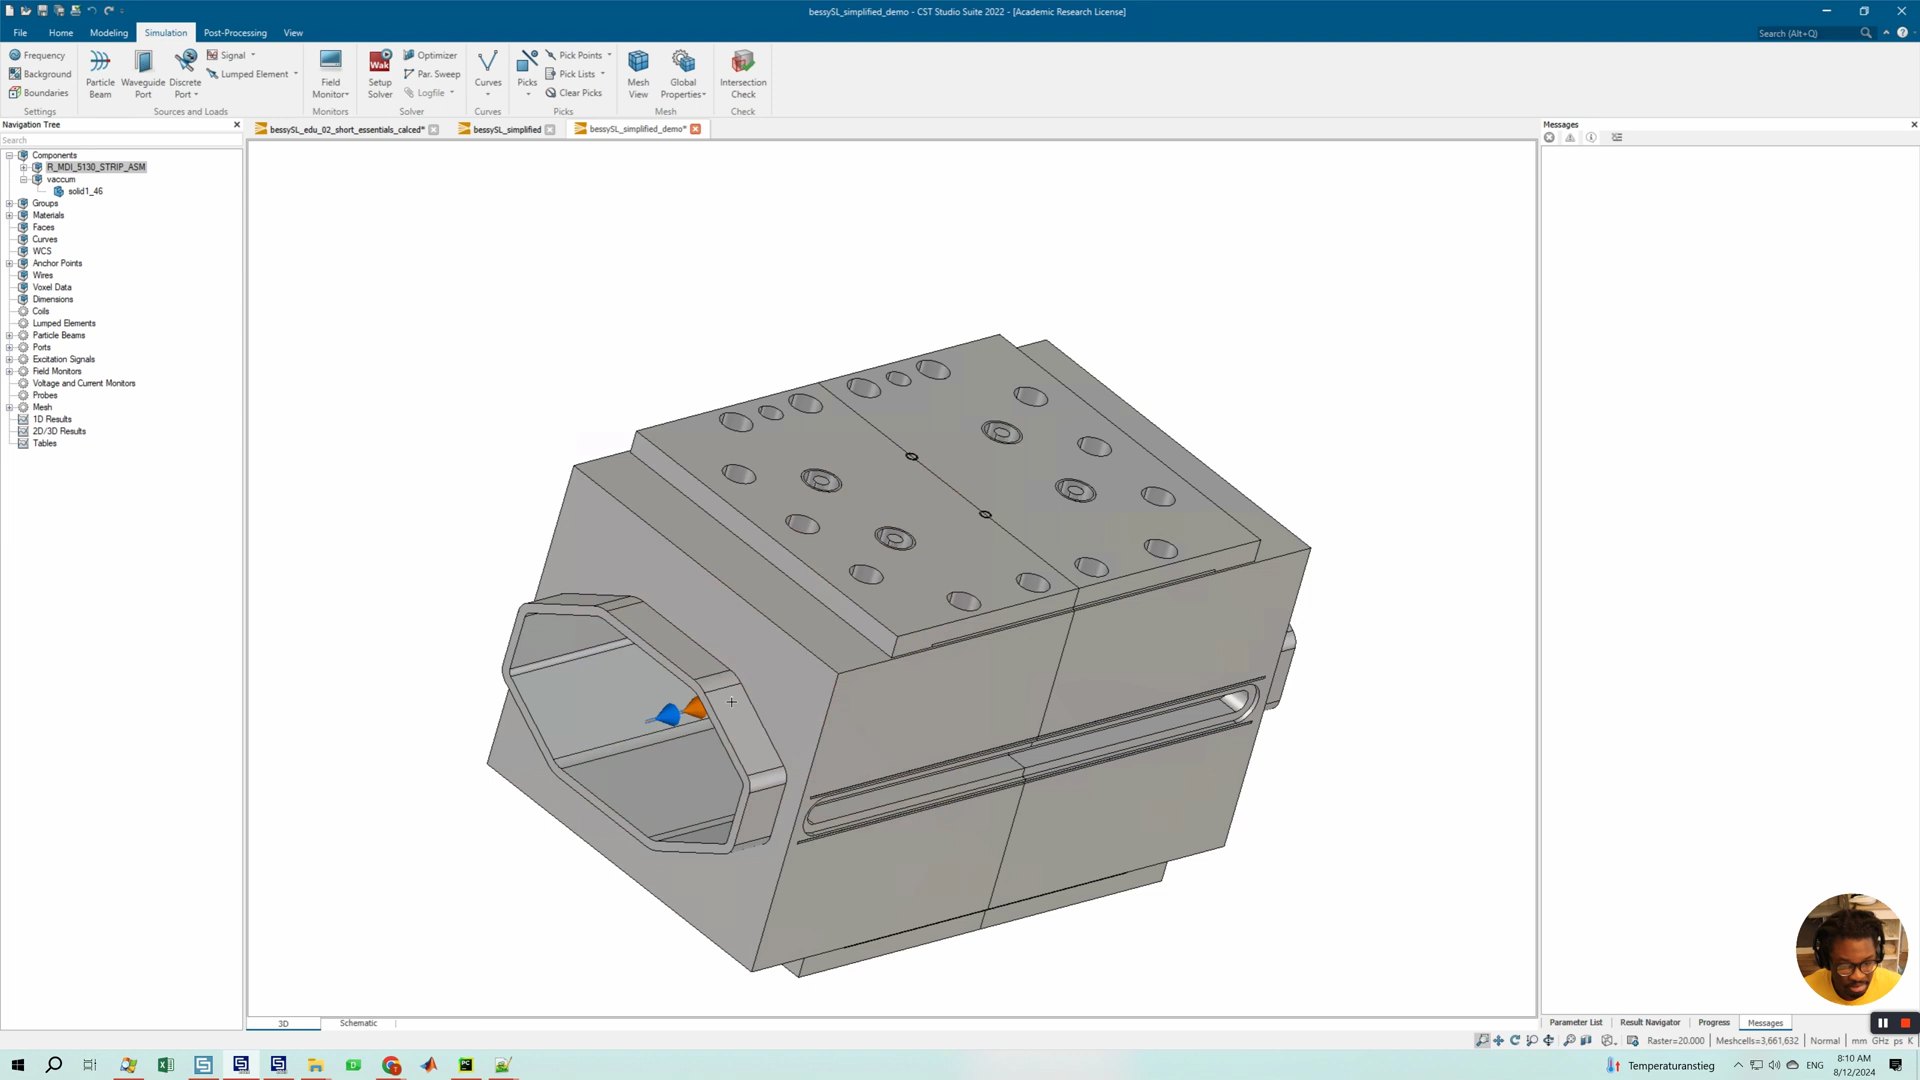 bessySL_simplified_demo - CST Studio Suite 2022 - [Academic Research License]
File Home Modeling Simulation Post-Processing View
Search (Alt+Q)
Frequency
Background
Boundaries
Settings
Particle Beam
Waveguide Port
Discrete Port
Signal
Lumped Element
Sources and Loads
Field Monitor
Monitors
Wak
Setup Solver
Optimizer
Par. Sweep
Logfile
Solver
Curves
Curves
Picks
Pick Points
Pick Lists
Clear Picks
Picks
Mesh View
Global Properties
Mesh
Intersection Check
Check
Navigation Tree
Search
bessySL_edu_02_short_essentials_calced*
bessySL_simplified
bessySL_simplified_demo*
Messages
Components
R_MDI_5130_STRIP_ASM
vaccum
solid1_46
Groups
Materials
Faces
Curves
WCS
Anchor Points
Wires
Voxel Data
Dimensions
Coils
Lumped Elements
Particle Beams
Ports
Excitation Signals
Field Monitors
Voltage and Current Monitors
Probes
Mesh
1D Results
2D/3D Results
Tables
3D Schematic
Parameter List Result Navigator Progress Messages
Raster=20.000 Meshcells=3,661,632 Normal mm GHz ps K
Temperaturanstieg
ENG
8:10 AM
8/12/2024